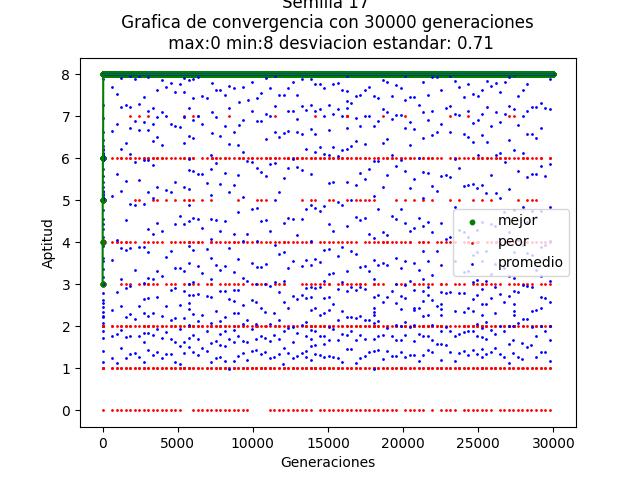 Semilla 17
Grafica de convergencia con 30000 generaciones
max:0 min:8 desviacion estandar: 0.71
8
7
6
5
4
3
2
1
0
Aptitud
mejor
peor
promedio
0 5000 10000 15000 20000 25000 30000
Generaciones